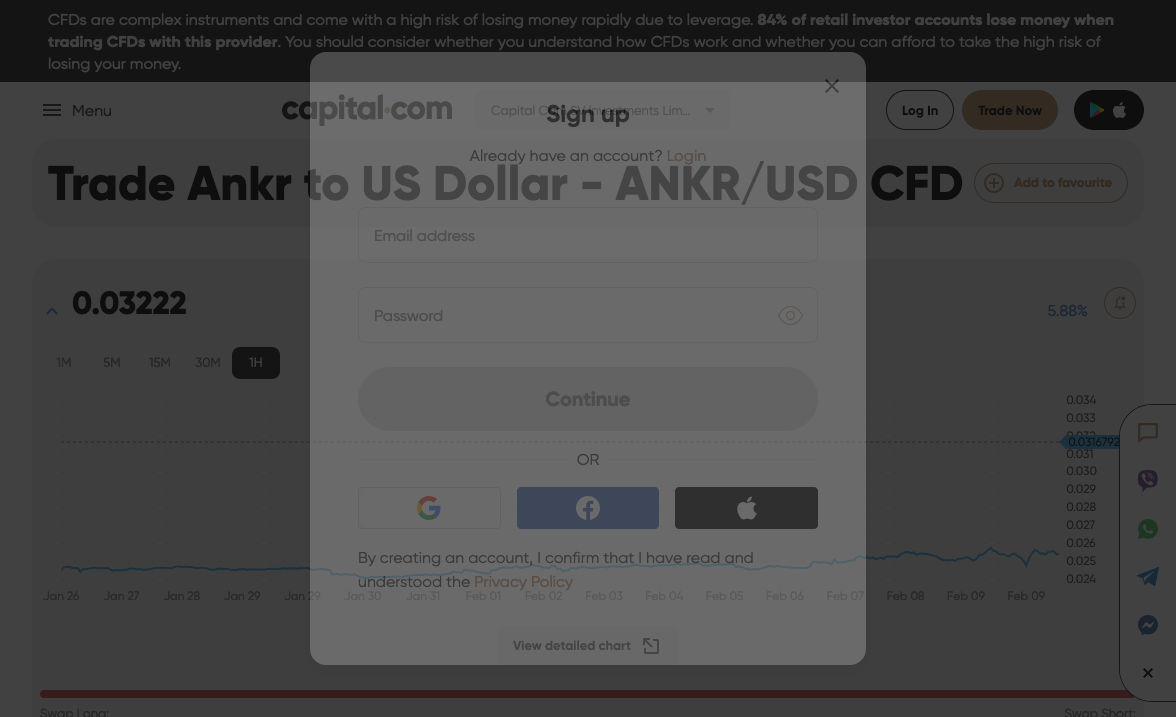 CFDs are complex instruments and come with a high risk of losing money rapidly due to leverage. 84% of retail investor accounts lose money when
trading CFDs with this provider. You should consider whether you understand how CFDs work and whether you can afford to take the high risk of
losing your money.
Menu
capital.com
Capital Com SV Investments Lim...
Log In
Trade Now
Sign up
Already have an account? Login
Trade Ankr to US Dollar - ANKR/USD CFD
Add to favourite
Email address
0.03222
5.88%
Password
1M 5M 15M 30M 1H
Continue
0.034
0.033
0.032
0.0316792
0.031
OR
0.030
0.029
0.028
0.027
0.026
0.025
0.024
By creating an account, I confirm that I have read and
understood the Privacy Policy
Jan 26 Jan 27 Jan 28 Jan 29 Jan 29 Jan 30 Jan 31 Feb 01 Feb 02 Feb 03 Feb 04 Feb 05 Feb 06 Feb 07 Feb 08 Feb 09 Feb 09
View detailed chart
Swap Long:
Swap Short: